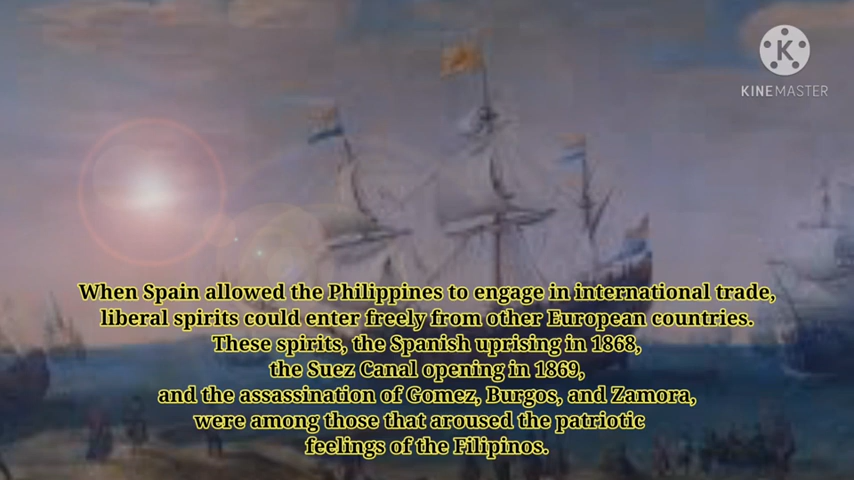 K
KINEMASTER
When Spain allowed the Philippines to engage in international trade,
liberal spirits could enter freely from other European countries.
These spirits, the Spanish uprising in 1868,
the Suez Canal opening in 1869,
and the assassination of Gomez, Burgos, and Zamora,
were among those that aroused the patriotic
feelings of the Filipinos.